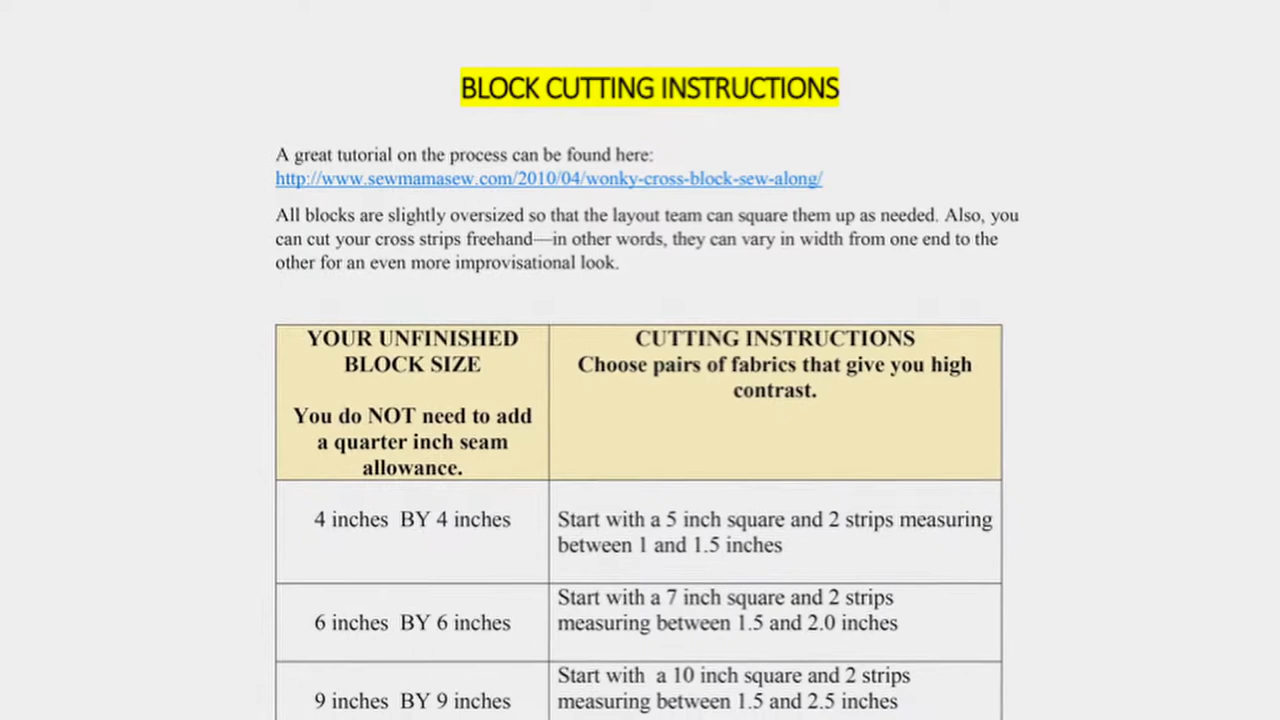 BLOCK CUTTING INSTRUCTIONS
A great tutorial on the process can be found here:
http://www.sewmamasew.com/2010/04/wonky-cross-block-sew-along/
All blocks are slightly oversized so that the layout team can square them up as needed. Also, you
can cut your cross strips freehand—in other words, they can vary in width from one end to the
other for an even more improvisational look.
YOUR UNFINISHED
BLOCK SIZE
You do NOT need to add
a quarter inch seam
allowance.
CUTTING INSTRUCTIONS
Choose pairs of fabrics that give you high
contrast.
4 inches BY 4 inches
Start with a 5 inch square and 2 strips measuring
between 1 and 1.5 inches
6 inches BY 6 inches
Start with a 7 inch square and 2 strips
measuring between 1.5 and 2.0 inches
9 inches BY 9 inches
Start with a 10 inch square and 2 strips
measuring between 1.5 and 2.5 inches